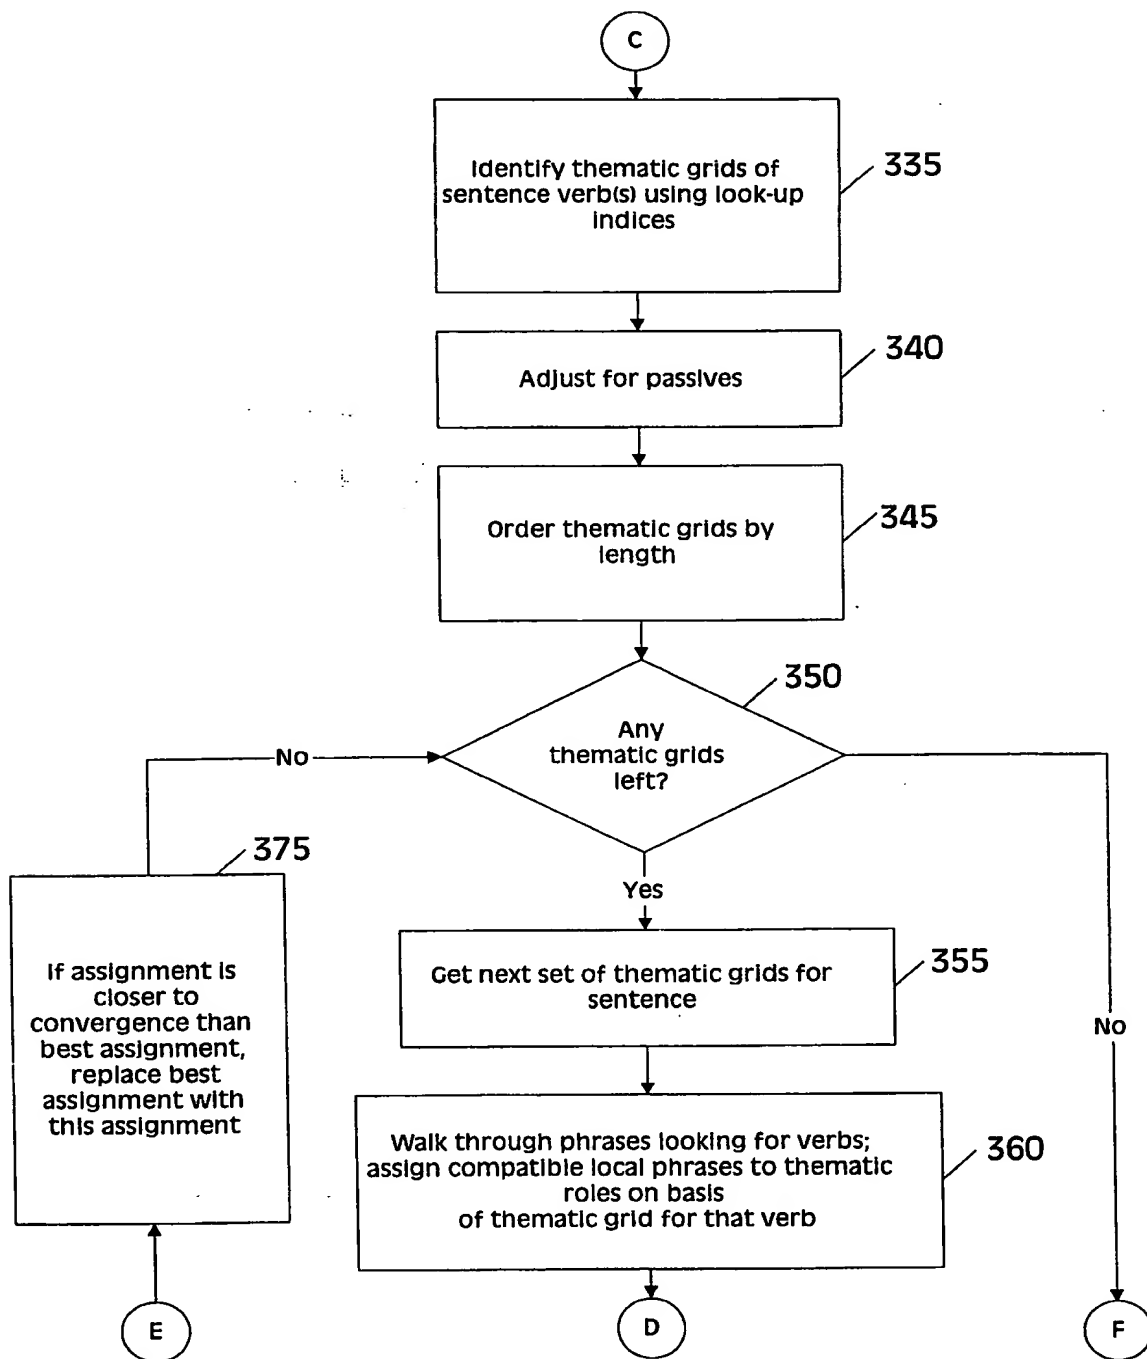 C
Identify thematic grids of
sentence verb(s) using look-up
indices
335
Adjust for passives
340
Order thematic grids by
length
345
350
Any
thematic grids
left?
No
375
Yes
If assignment is
closer to
convergence than
best assignment,
replace best
assignment with
this assignment
Get next set of thematic grids for
sentence
355
No
Walk through phrases looking for verbs;
assign compatible local phrases to thematic
roles on basis
of thematic grid for that verb
360
E
D
F